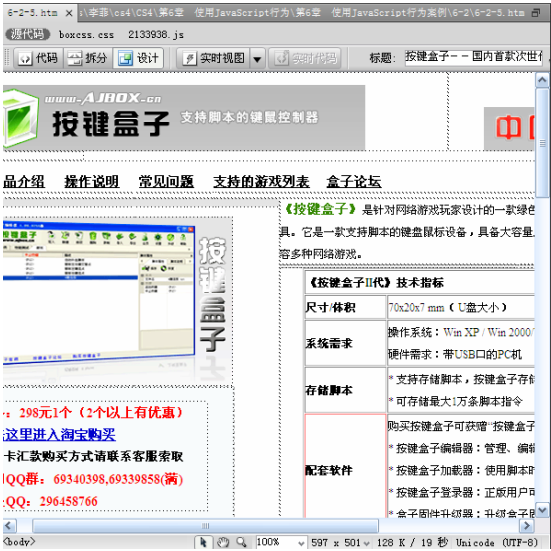 6-2-5.htm × \李菲\cs4\CS4\第6章 使用JavaScript行为\第6章 使用JavaScript行为案例\6-2\6-2-5.htm
源代码 boxcss.css 2133938.js
代码 拆分 设计 实时视图 实时代码 标题: 按键盒子--国内首款次世代
www-AJBOX-cn
按键盒子 支持脚本的键鼠控制器
中
品介绍 操作说明 常见问题 支持的游戏列表 盒子论坛
《按键盒子》是针对网络游戏玩家设计的一款绿色
具。它是一款支持脚本的键盘鼠标设备，具备大容量
容多种网络游戏。
按键盒子
《按键盒子II代》技术指标
尺寸/体积 70x20x7 mm（U盘大小）
系统需求 操作系统：Win XP / Win 2000/
硬件需求：带USB口的PC机
存储脚本 * 支持存储脚本，按键盒子存储
* 可存储最大1万条脚本指令
配套软件 购买按键盒子可获赠"按键盒子
* 按键盒子编辑器：管理、编辑
* 按键盒子加载器：使用脚本时
* 按键盒子登录器：正版用户可
* 盒子固件升级器：升级盒子固
：298元1个（2个以上有优惠）
这里进入淘宝购买
卡汇款购买方式请联系客服索取
QQ群：69340398,69339858(满)
QQ：296458766
<body> 100% 597 x 501 128 K / 19 秒 Unicode (UTF-8)